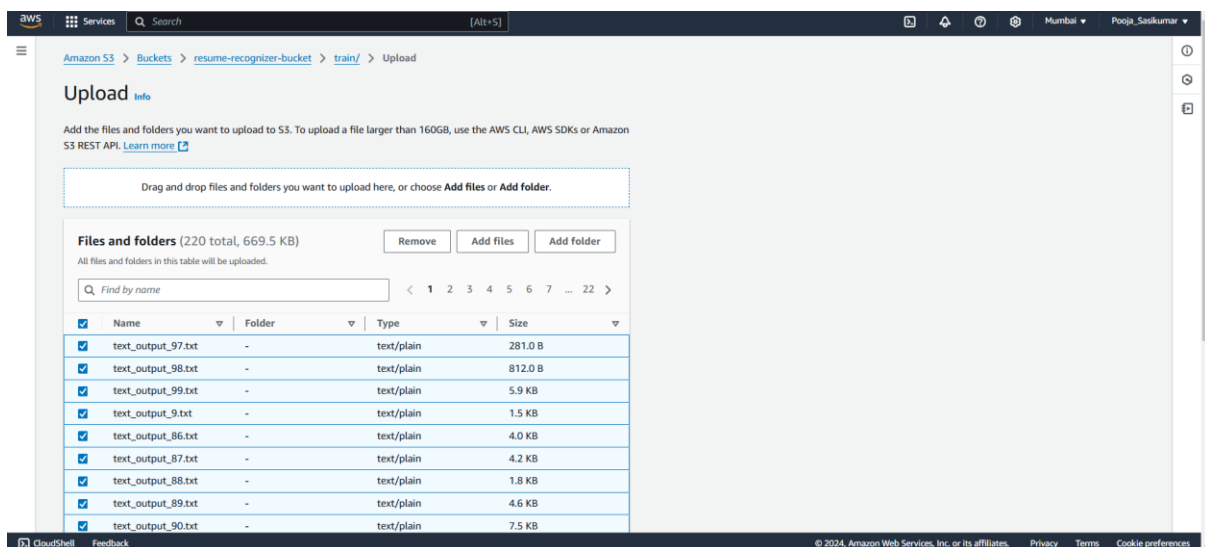 aws Services Search [Alt+S] Mumbai Pooja_Sasikumar
Amazon S3 > Buckets > resume-recognizer-bucket > train/ > Upload
Upload Info
Add the files and folders you want to upload to S3. To upload a file larger than 160GB, use the AWS CLI, AWS SDKs or Amazon
S3 REST API. Learn more
Drag and drop files and folders you want to upload here, or choose Add files or Add folder.
Files and folders (220 total, 669.5 KB) Remove Add files Add folder
All files and folders in this table will be uploaded.
Find by name < 1 2 3 4 5 6 7 ... 22 >
Name Folder Type Size
text_output_97.txt - text/plain 281.0 B
text_output_98.txt - text/plain 812.0 B
text_output_99.txt - text/plain 5.9 KB
text_output_9.txt - text/plain 1.5 KB
text_output_86.txt - text/plain 4.0 KB
text_output_87.txt - text/plain 4.2 KB
text_output_88.txt - text/plain 1.8 KB
text_output_89.txt - text/plain 4.6 KB
text_output_90.txt - text/plain 7.5 KB
CloudShell Feedback © 2024, Amazon Web Services, Inc. or its affiliates. Privacy Terms Cookie preferences